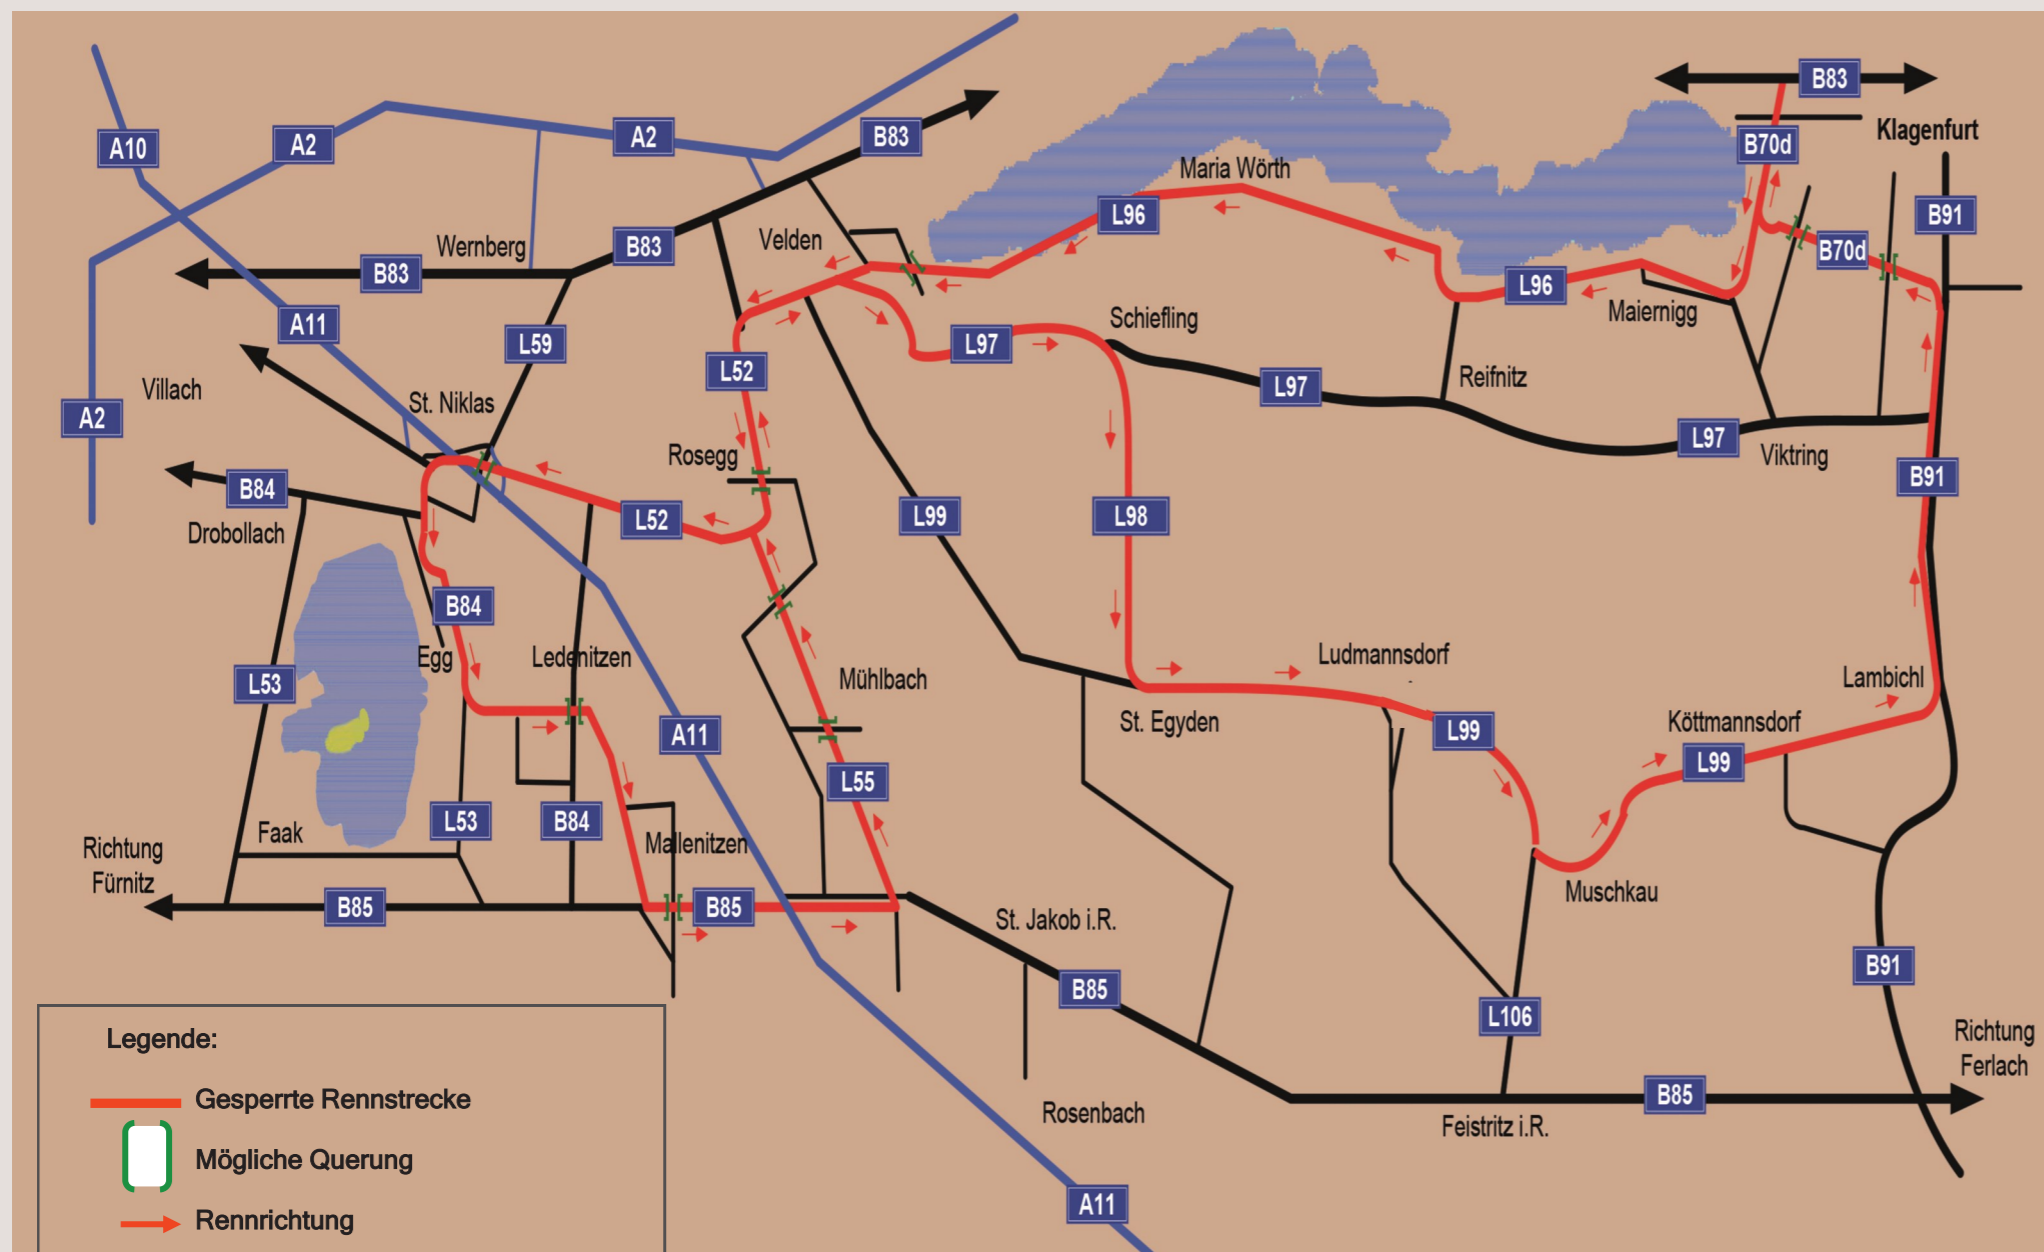 B83
A10
A2
A2
B83
B70d
Klagenfurt
Maria Wörth
L96
B91
Wernberg
B83
Velden
B83
B70d
L96
Maiernigg
A11
L59
Schiefling
L97
L52
Reifnitz
L97
Villach
St. Niklas
A2
L97
Viktring
Rosegg
B91
B84
L52
L99
L98
Drobollach
B84
Egg
Ledenitzen
L53
Mühlbach
Ludmannsdorf
Lambichl
St. Egyden
L99
Köttmannsdorf
A11
L99
L55
L53
B84
Faak
Mallenitzen
Richtung
Fürnitz
B85
B85
Muschkau
St. Jakob i.R.
B91
B85
L106
Richtung
Ferlach
B85
Rosenbach
Feistritz i.R.
A11
Legende:
Gesperrte Rennstrecke
Mögliche Querung
Rennrichtung